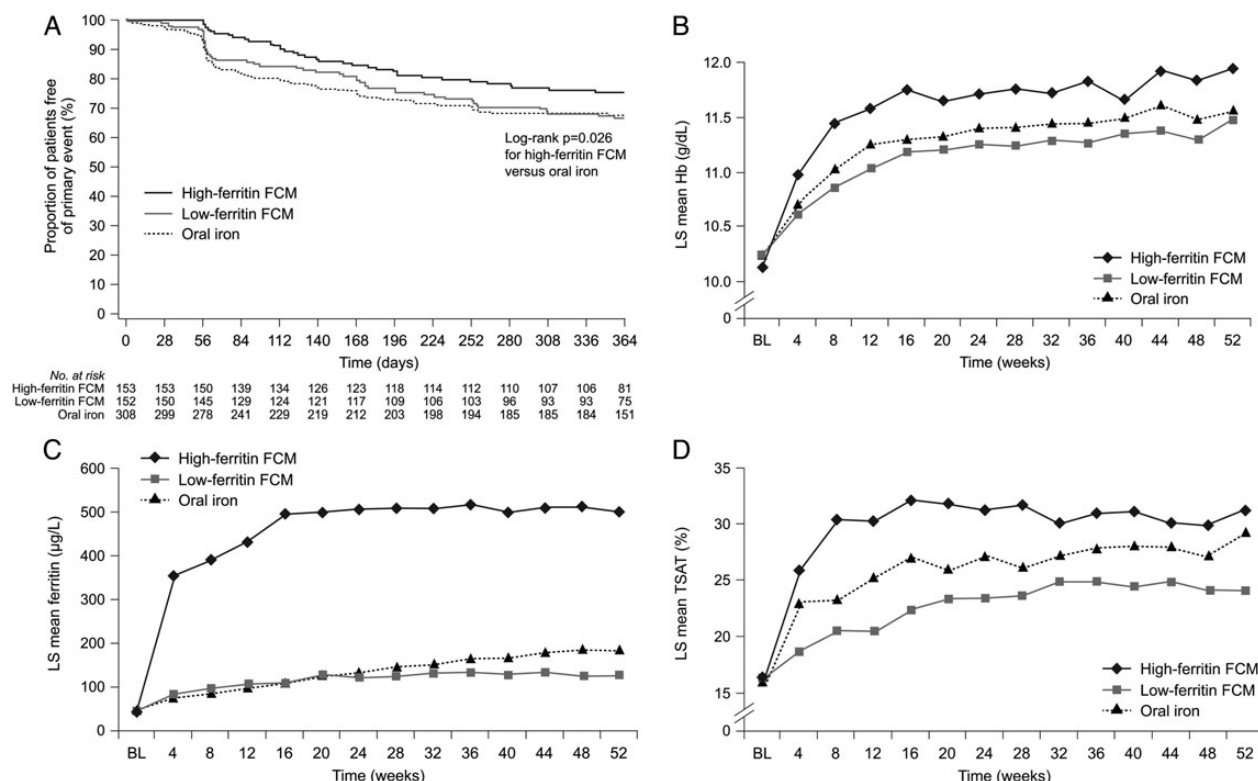 A
Proportion of patients free
of primary event (%)
100
90
80
70
60
50
40
30
20
10
0
Log-rank p=0.026
for high-ferritin FCM
versus oral iron
High-ferritin FCM
Low-ferritin FCM
Oral iron
0 28 56 84 112 140 168 196 224 252 280 308 336 364
Time (days)
No. at risk
High-ferritin FCM 153 153 150 139 134 126 123 118 114 112 110 107 106 81
Low-ferritin FCM 152 150 145 129 124 121 117 109 106 103 96 93 93 75
Oral iron 308 299 278 241 229 219 212 203 198 194 185 185 184 151
B
LS mean Hb (g/dL)
12.0
11.5
11.0
10.5
10.0
0
High-ferritin FCM
Low-ferritin FCM
Oral iron
BL 4 8 12 16 20 24 28 32 36 40 44 48 52
Time (weeks)
C
LS mean ferritin (µg/L)
600
500
400
300
200
100
0
High-ferritin FCM
Low-ferritin FCM
Oral iron
BL 4 8 12 16 20 24 28 32 36 40 44 48 52
Time (weeks)
D
LS mean TSAT (%)
35
30
25
20
15
0
High-ferritin FCM
Low-ferritin FCM
Oral iron
BL 4 8 12 16 20 24 28 32 36 40 44 48 52
Time (weeks)